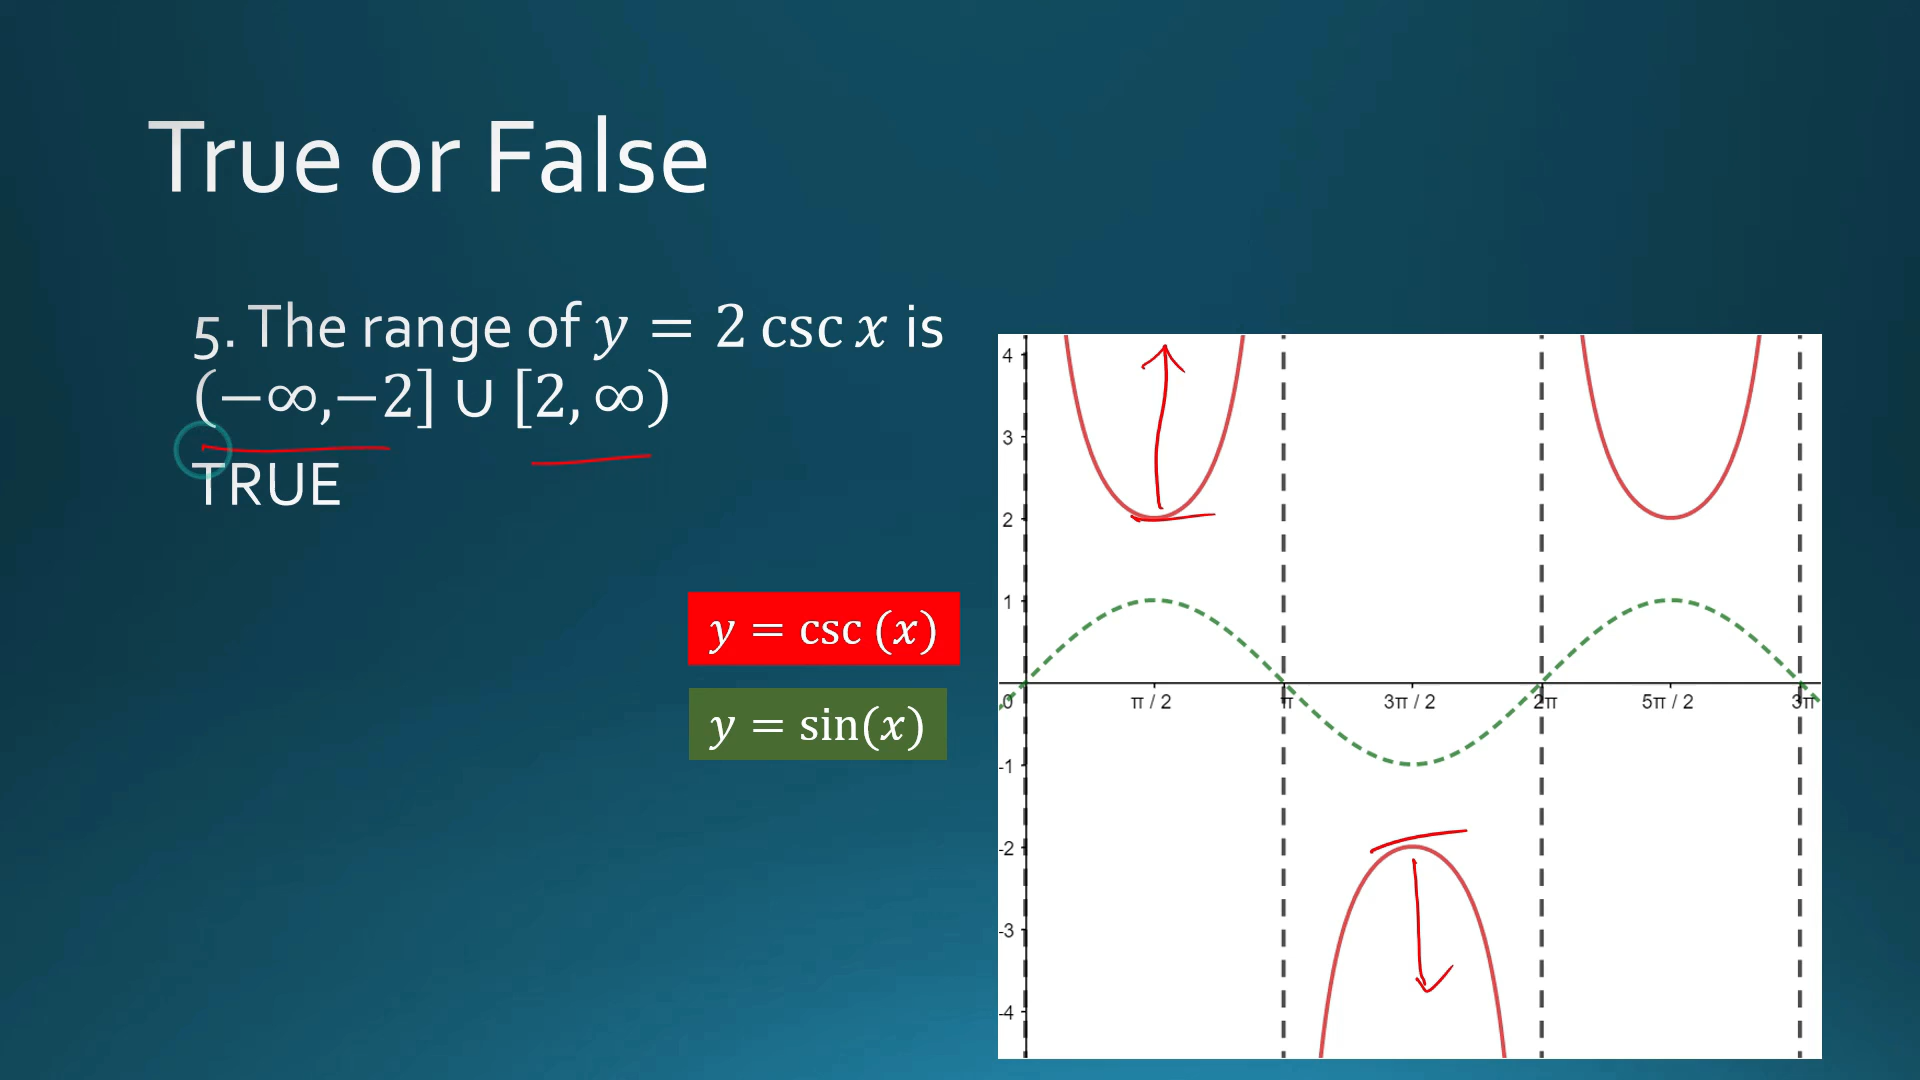 True or False
5. The range of y = 2 csc x is
(−∞,−2] ∪ [2, ∞)
TRUE
y = csc (x)
y = sin(x)
4
3
2
1
0 π / 2 π 3π / 2 2π 5π / 2 3π
-1
-2
-3
-4